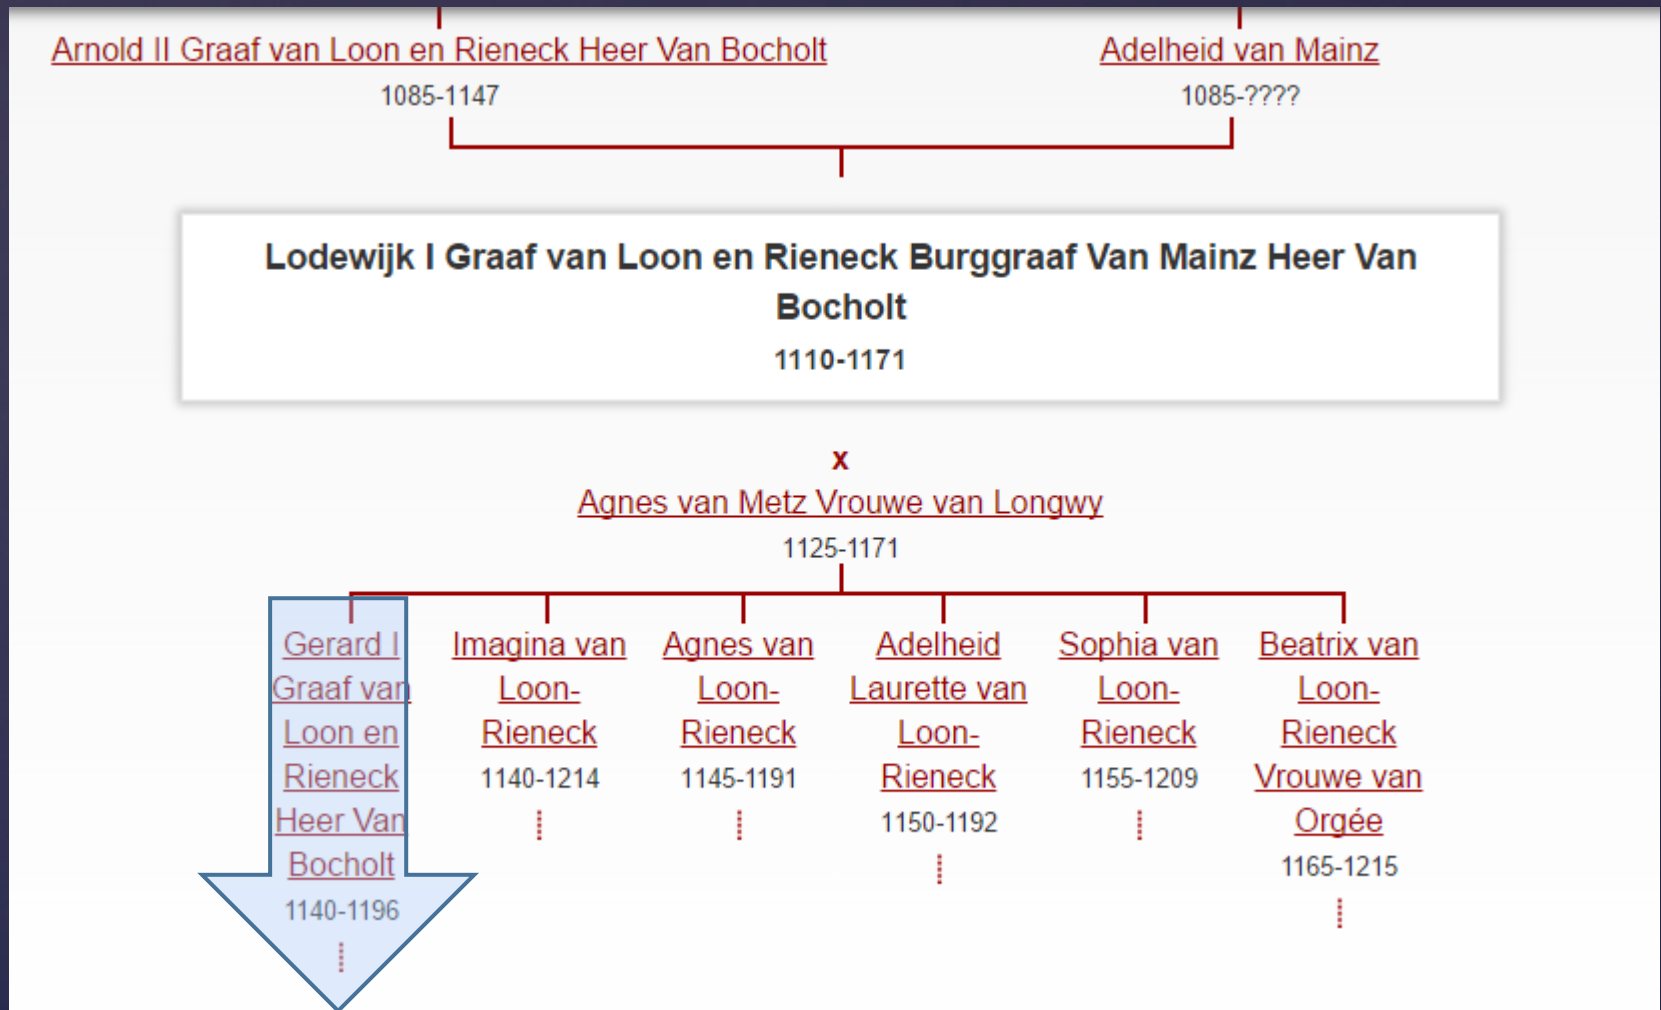 Arnold II Graaf van Loon en Rieneck Heer Van Bocholt
1085-1147
Adelheid van Mainz
1085-????
Lodewijk I Graaf van Loon en Rieneck Burggraaf Van Mainz Heer Van
Bocholt
1110-1171
x
Agnes van Metz Vrouwe van Longwy
1125-1171
Gerard I
Graaf van
Loon en
Rieneck
Heer Van
Bocholt
1140-1196
Imagina van
Loon-
Rieneck
1140-1214
Agnes van
Loon-
Rieneck
1145-1191
Adelheid
Laurette van
Loon-
Rieneck
1150-1192
Sophia van
Loon-
Rieneck
1155-1209
Beatrix van
Loon-
Rieneck
Vrouwe van
Orgée
1165-1215